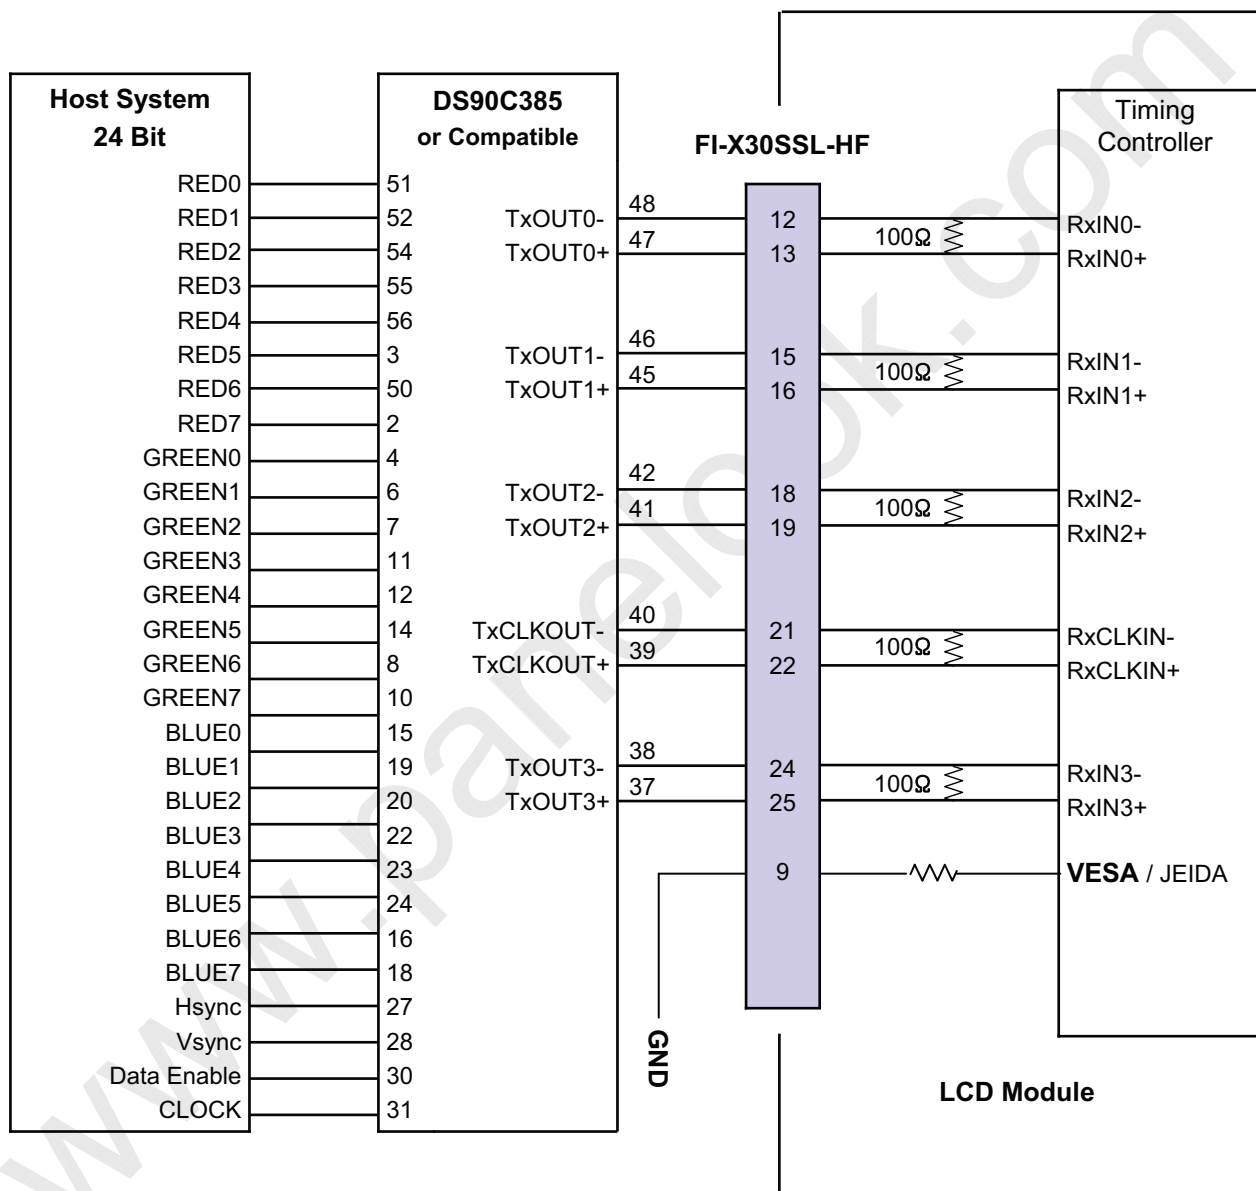 Host System
24 Bit
DS90C385
or Compatible
FI-X30SSL-HF
Timing
Controller
RED0 51
RED1 52
RED2 54
RED3 55
RED4 56
RED5 3
RED6 50
RED7 2
GREEN0 4
GREEN1 6
GREEN2 7
GREEN3 11
GREEN4 12
GREEN5 14
GREEN6 8
GREEN7 10
BLUE0 15
BLUE1 19
BLUE2 20
BLUE3 22
BLUE4 23
BLUE5 24
BLUE6 16
BLUE7 18
Hsync 27
Vsync 28
Data Enable 30
CLOCK 31
TxOUT0- 48 12 RxIN0-
100Ω
TxOUT0+ 47 13 RxIN0+
TxOUT1- 46 15 RxIN1-
100Ω
TxOUT1+ 45 16 RxIN1+
TxOUT2- 42 18 RxIN2-
100Ω
TxOUT2+ 41 19 RxIN2+
TxCLKOUT- 40 21 RxCLKIN-
100Ω
TxCLKOUT+ 39 22 RxCLKIN+
TxOUT3- 38 24 RxIN3-
100Ω
TxOUT3+ 37 25 RxIN3+
9 VESA / JEIDA
GND
LCD Module
www.panelook.com